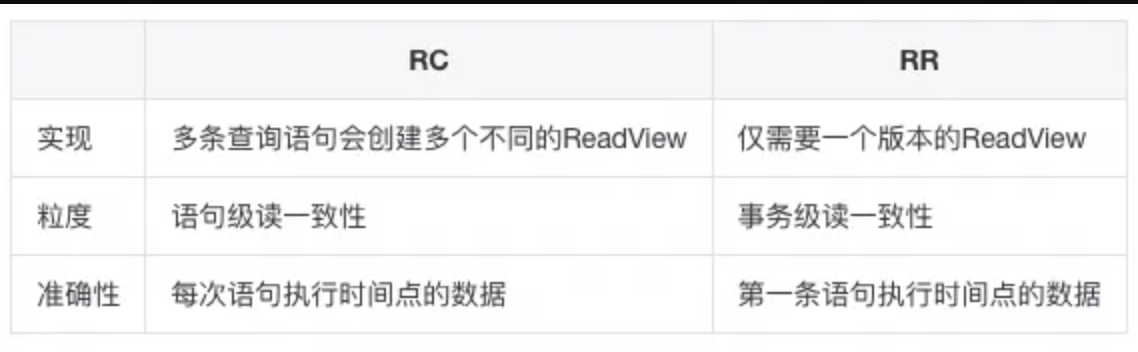 RC RR
实现 多条查询语句会创建多个不同的ReadView 仅需要一个版本的ReadView
粒度 语句级读一致性 事务级读一致性
准确性 每次语句执行时间点的数据 第一条语句执行时间点的数据